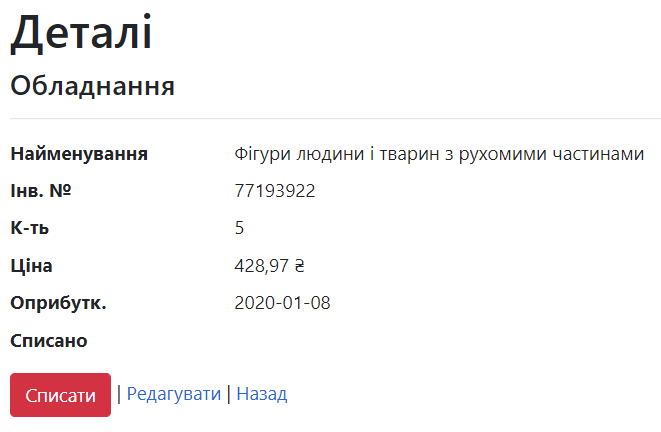 Деталі
Обладнання
Найменування Фігури людини і тварин з рухомими частинами
Інв. № 77193922
К-ть 5
Ціна 428,97 ₴
Оприбутк. 2020-01-08
Списано
Списати | Редагувати | Назад